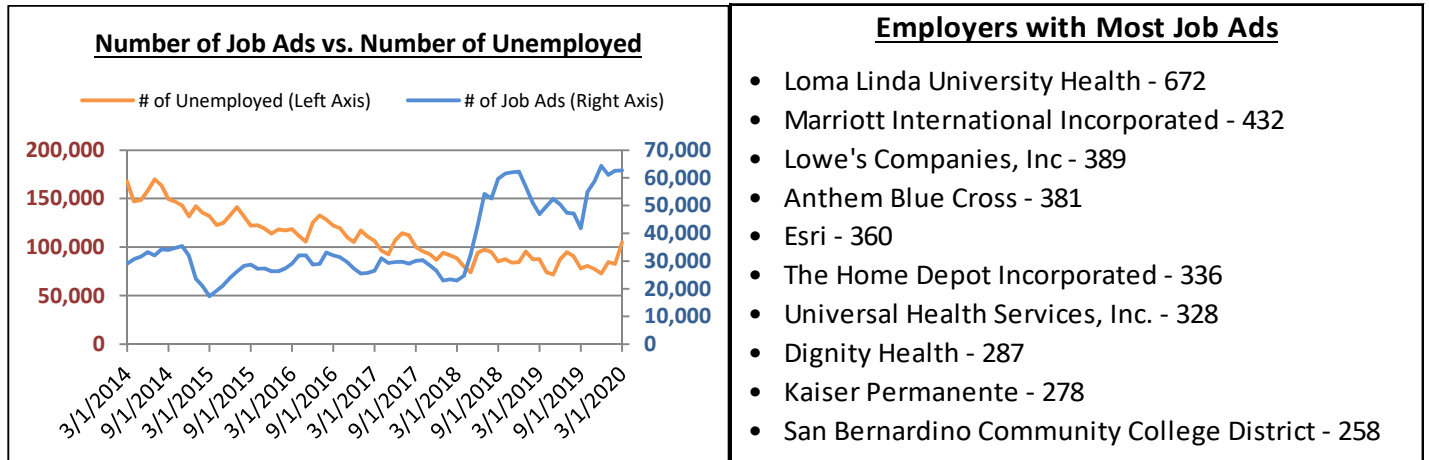 Number of Job Ads vs. Number of Unemployed
# of Unemployed (Left Axis)
# of Job Ads (Right Axis)
200,000
150,000
100,000
50,000
0
70,000
60,000
50,000
40,000
30,000
20,000
10,000
0
3/1/2014
9/1/2014
3/1/2015
9/1/2015
3/1/2016
9/1/2016
3/1/2017
9/1/2017
3/1/2018
9/1/2018
3/1/2019
9/1/2019
3/1/2020
Employers with Most Job Ads
• Loma Linda University Health - 672
• Marriott International Incorporated - 432
• Lowe's Companies, Inc - 389
• Anthem Blue Cross - 381
• Esri - 360
• The Home Depot Incorporated - 336
• Universal Health Services, Inc. - 328
• Dignity Health - 287
• Kaiser Permanente - 278
• San Bernardino Community College District - 258